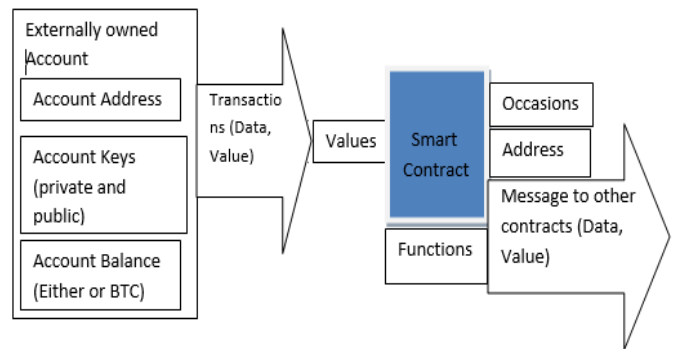 Externally owned
Account
Account Address
Account Keys
(private and
public)
Account Balance
(Either or BTC)
Transactio
ns (Data,
Value)
Values
Smart
Contract
Functions
Occasions
Address
Message to other
contracts (Data,
Value)